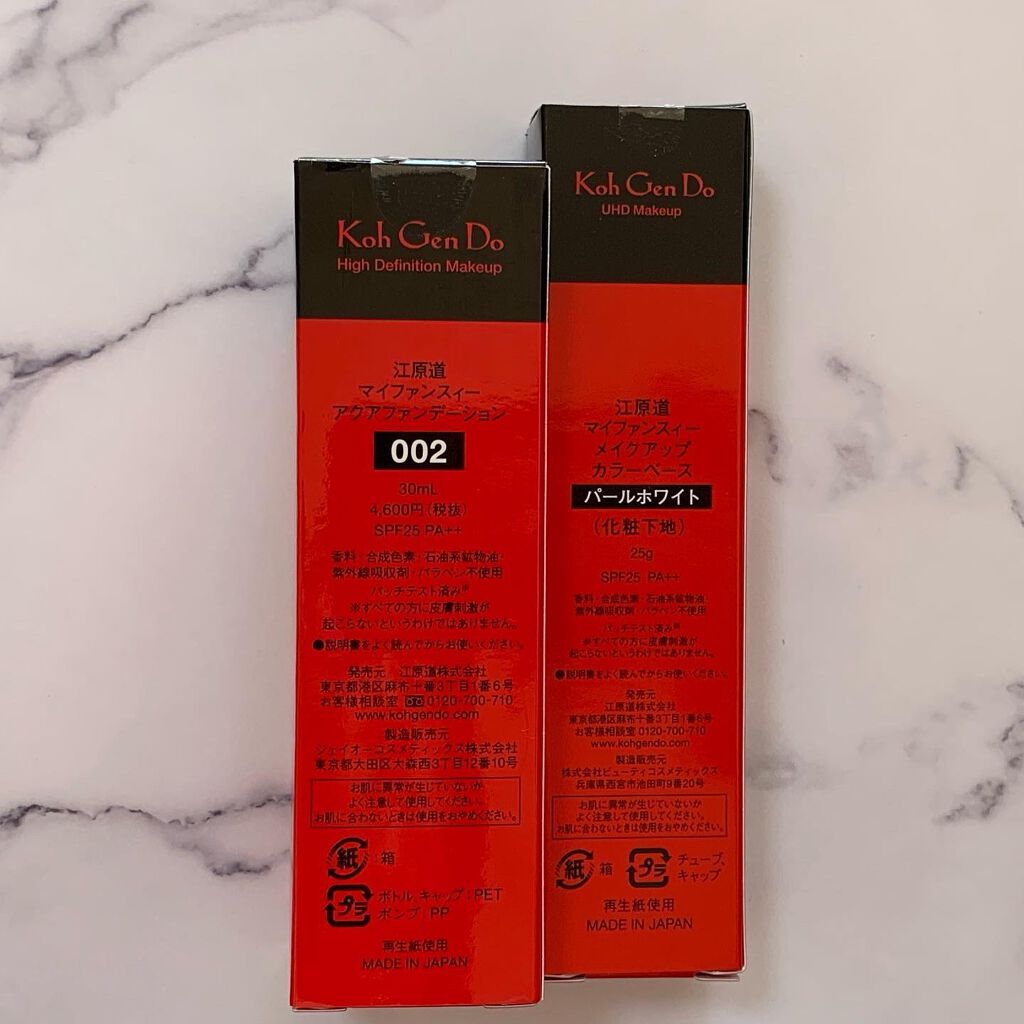 Koh Gen Do
High Definition Makeup
江原道
マイファンスィー
アクアファンデーション
002
30mL
4,600円(税抜)
SPF25 PA++
香料・合成色素・石油系鉱物油・
紫外線吸収剤・パラベン不使用
パッチテスト済み※
※すべての方に皮膚刺激が
起こらないというわけではありません。
●説明書をよく読んでからお使いください。
発売元 江原道株式会社
東京都港区麻布十番3丁目1番6号
お客様相談室 0120-700-710
www.kohgendo.com
製造販売元
ジェイオーコスメティックス株式会社
東京都大田区大森西3丁目12番10号
お肌に異常が生じていないか
よく注意して使用してください。
お肌に合わないときは使用をおやめください。
紙 箱
プラ ボトル、キャップ:PET
ポンプ:PP
再生紙使用
MADE IN JAPAN
Koh Gen Do
UHD Makeup
江原道
マイファンスィー
メイクアップ
カラーベース
パールホワイト
(化粧下地)
25g
SPF25 PA++
香料・合成色素・石油系鉱物油・
紫外線吸収剤・パラベン不使用
パッチテスト済み※
※すべての方に皮膚刺激が
起こらないというわけではありません。
●説明書をよく読んでからお使いください。
発売元
江原道株式会社
東京都港区麻布十番3丁目1番6号
お客様相談室 0120-700-710
www.kohgendo.com
製造販売元
株式会社ビューティコスメティックス
兵庫県西宮市池田町9番20号
お肌に異常が生じていないか
よく注意して使用してください。
お肌に合わないときは使用をおやめください。
紙 箱 プラ チューブ、
キャップ
再生紙使用
MADE IN JAPAN